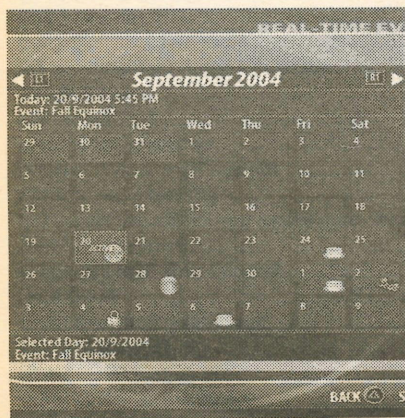 REAL-TIME EV
L1 September 2004 R1
Today: 20/9/2004 5:45 PM
Event: Fall Equinox
Sun Mon Tue Wed Thu Fri Sat
29 30 31 1 2 3 4
5 6 7 8 9 10 11
12 13 14 15 16 17 18
19 20 21 22 23 24 25
26 27 28 29 30 1 2
3 4 5 6 7 8 9
Selected Day: 20/9/2004
Event: Fall Equinox
BACK S